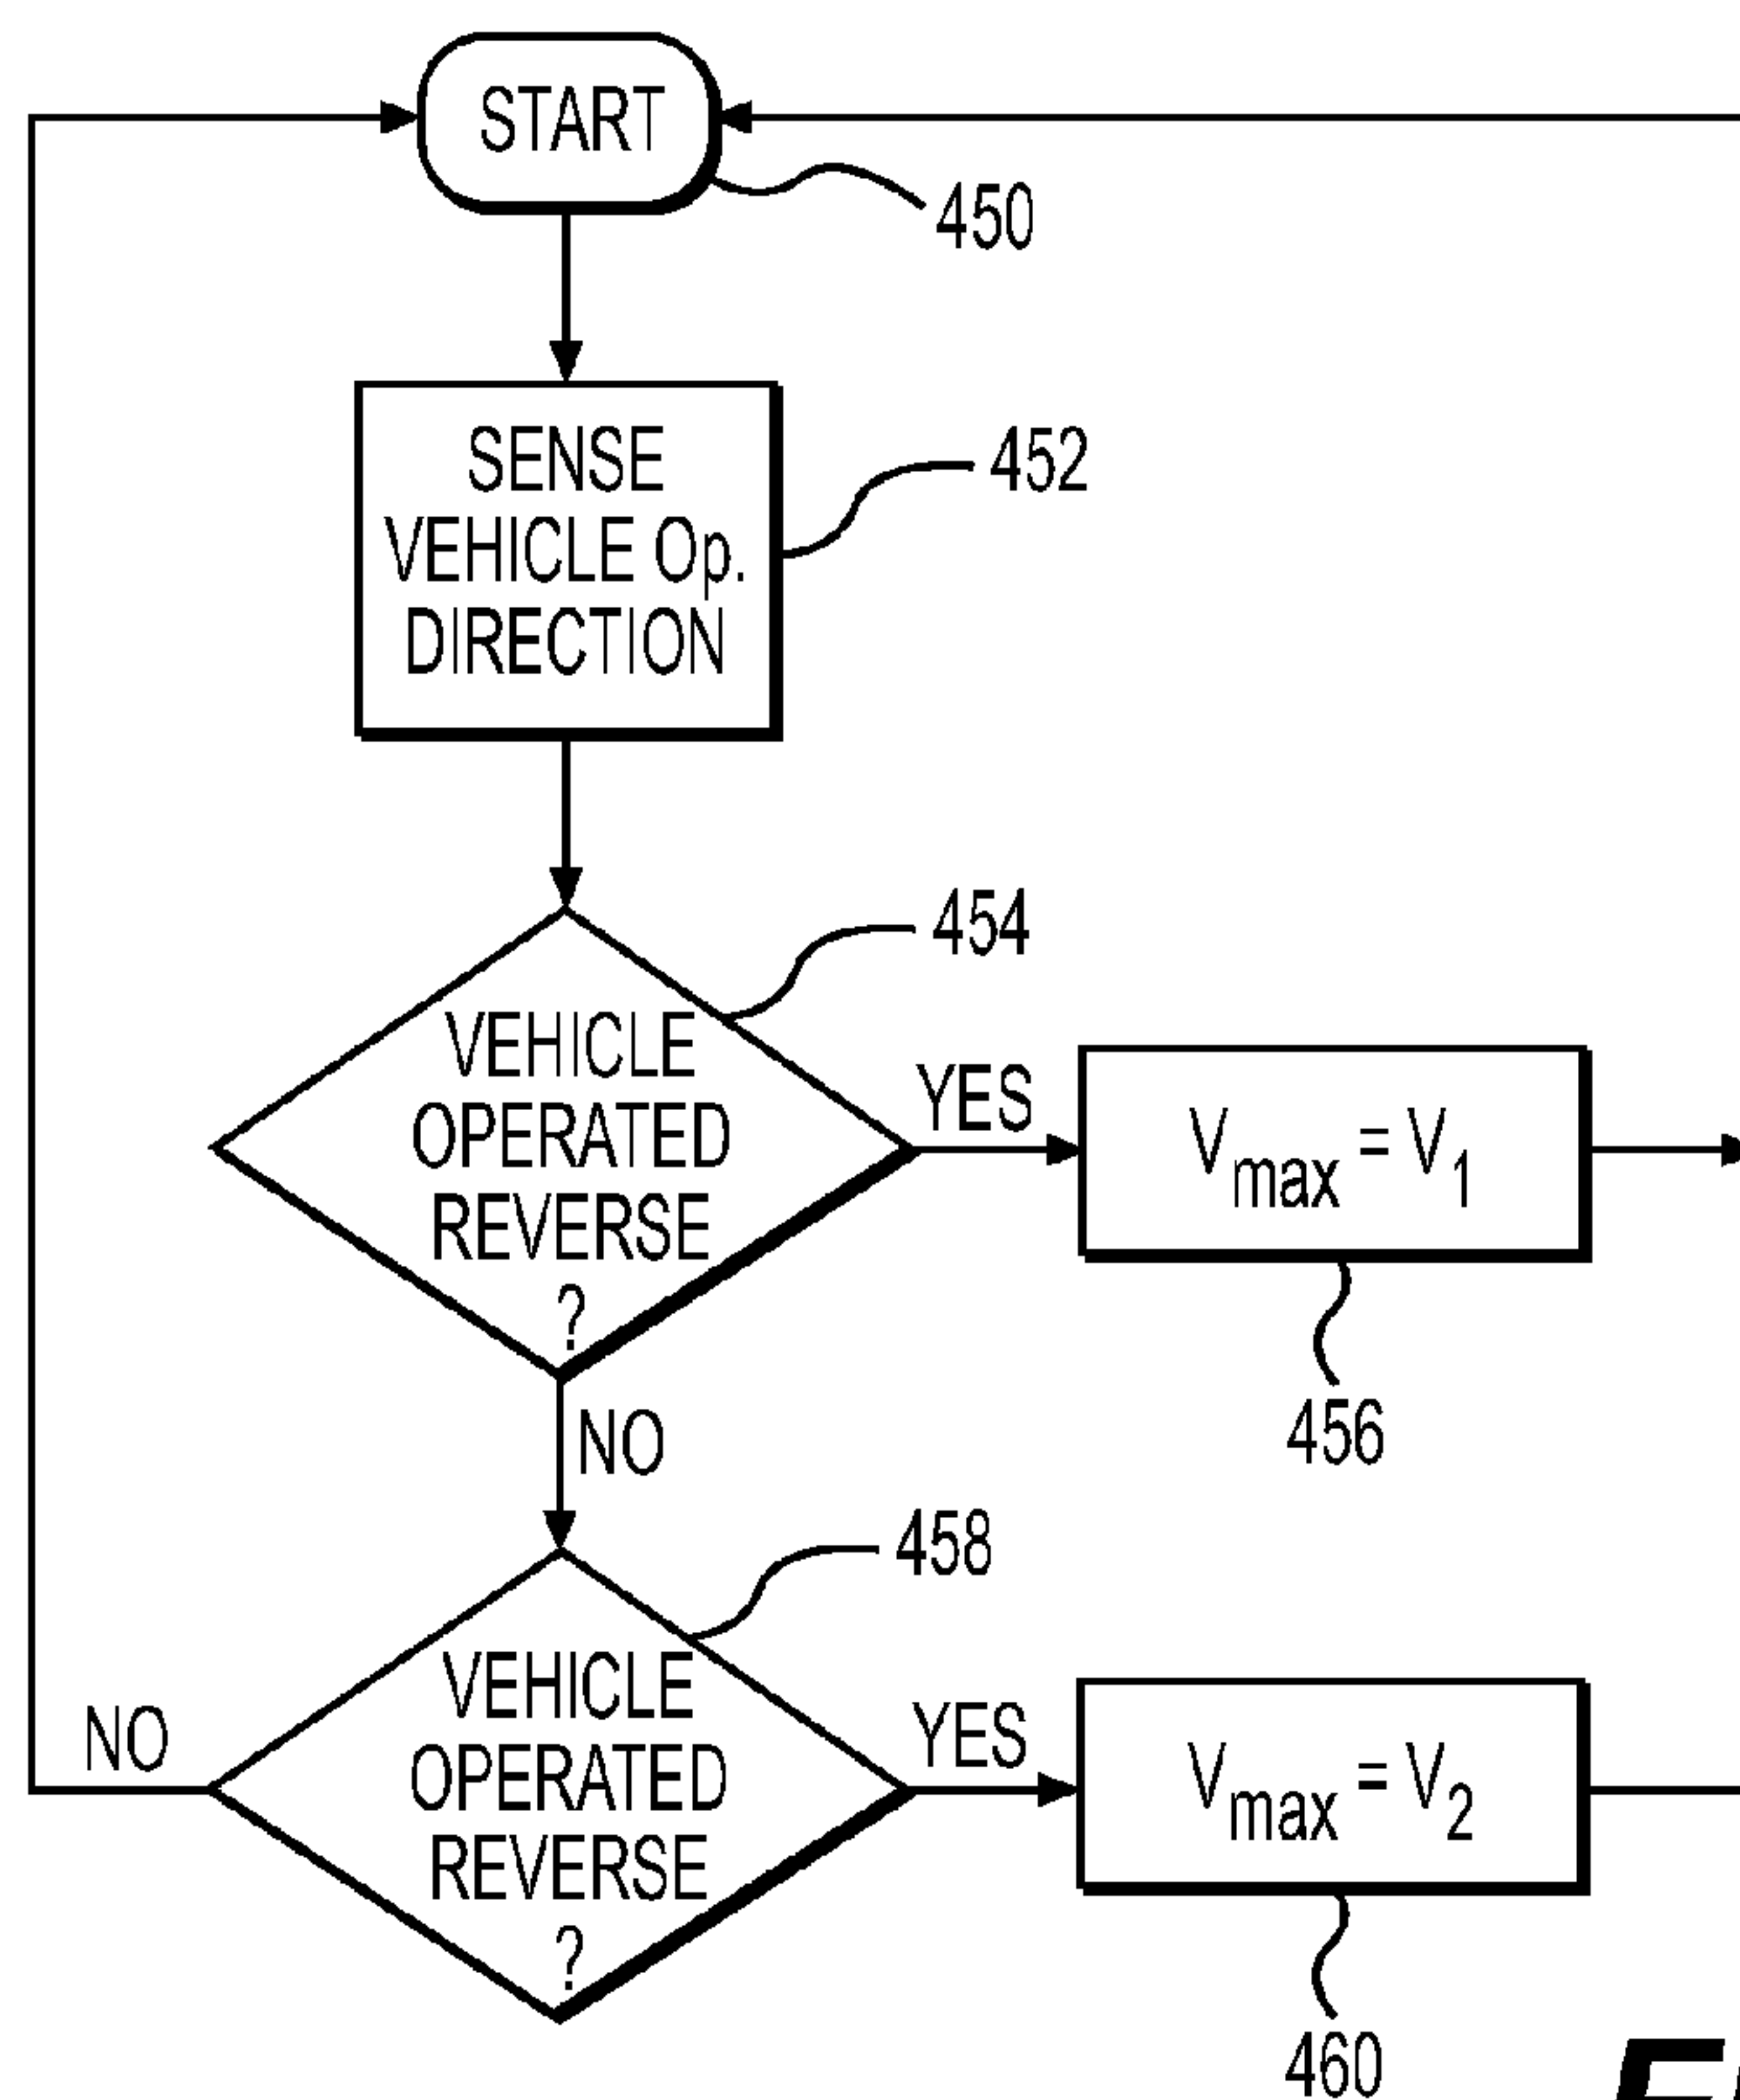 START
450
SENSE
VEHICLE Op.
DIRECTION
452
454
VEHICLE
OPERATED
REVERSE
?
YES
Vmax = V1
456
NO
458
VEHICLE
OPERATED
REVERSE
?
NO
YES
Vmax = V2
460